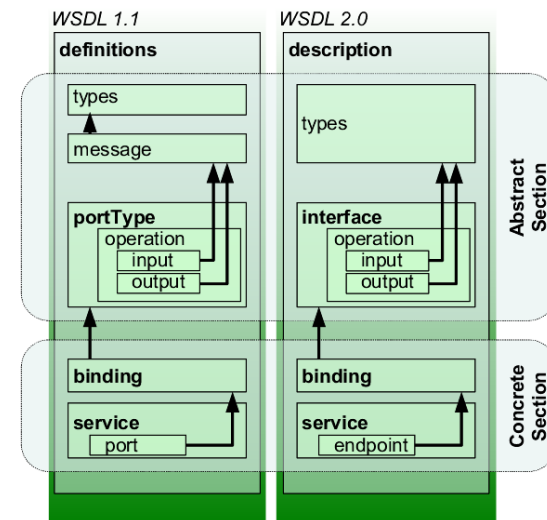 WSDL 1.1
definitions
types
message
portType
operation
input
output
binding
service
port
WSDL 2.0
description
types
interface
operation
input
output
binding
service
endpoint
Abstract
Section
Concrete
Section